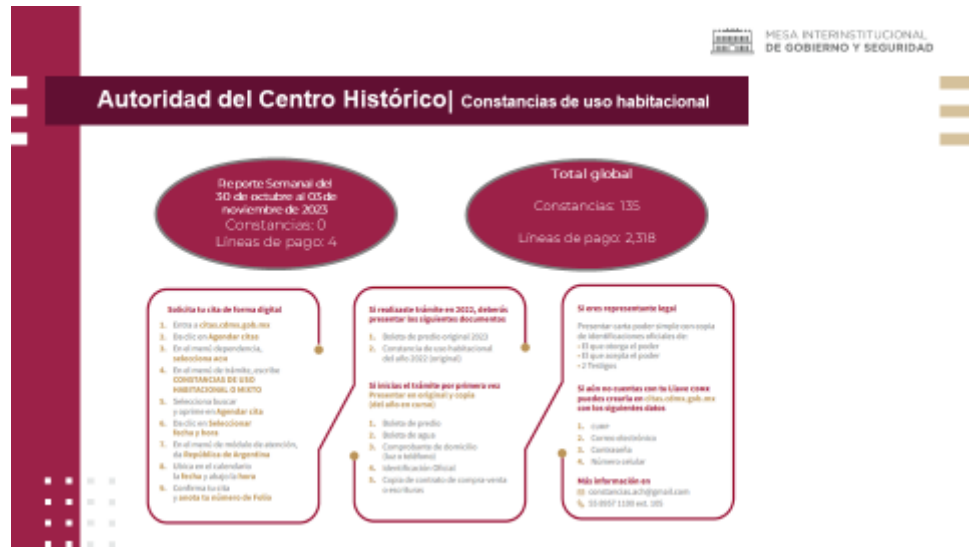 MESA INTERINSTITUCIONAL
DE GOBIERNO Y SEGURIDAD
Autoridad del Centro Histórico| Constancias de uso habitacional
Reporte Semanal del
30 de octubre al 03 de
noviembre de 2023
Constancias: 0
Líneas de pago: 4
Total global
Constancias: 135
Líneas de pago: 2,318
Solicita tu cita de forma digital
1. Entra a citas.cdmx.gob.mx
2. Da clic en Agendar citas
3. En el menú dependencia,
selecciona ACH
4. En el menú de trámite, escribe
CONSTANCIAS DE USO
HABITACIONAL O MIXTO
5. Selecciona buscar
y oprime en Agendar cita
6. Da clic en Seleccionar
fecha y hora
7. En el menú de módulo de atención,
da República de Argentina
8. Ubica en el calendario
la fecha y abajo la hora
9. Confirma tu cita
y anota tu número de Folio
Si realizaste trámite en 2022, deberás
presentar los siguientes documentos
1. Boleta de predio original 2023
2. Constancia de uso habitacional
del año 2022 (original)
Si inicias el trámite por primera vez
Presentar en original y copia
(del año en curso)
1. Boleta de predio
2. Boleta de agua
3. Comprobante de domicilio
(luz o teléfono)
4. Identificación Oficial
5. Copia de contrato de compra-venta
o escrituras
Si eres representante legal
Presentar carta poder simple con copia
de identificaciones oficiales de:
• El que otorga el poder
• El que acepta el poder
• 2 Testigos
Si aún no cuentas con tu Llave CDMX
puedes crearla en citas.cdmx.gob.mx
con los siguientes datos
1. CURP
2. Correo electrónico
3. Contraseña
4. Número celular
Más información en
constancias.ach@gmail.com
55 8957 1100 ext. 105